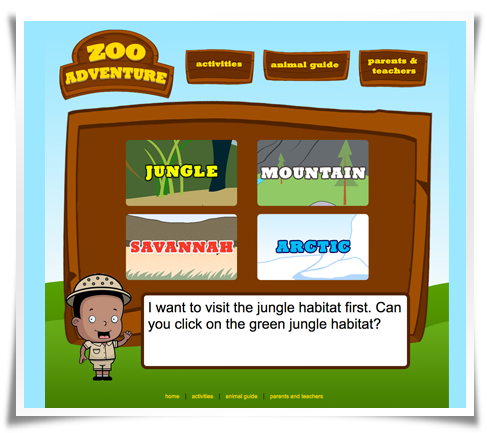 ZOO
ADVENTURE
activities
animal guide
parents &
teachers
JUNGLE
MOUNTAIN
SAVANNAH
ARCTIC
I want to visit the jungle habitat first. Can
you click on the green jungle habitat?
home | activities | animal guide | parents and teachers